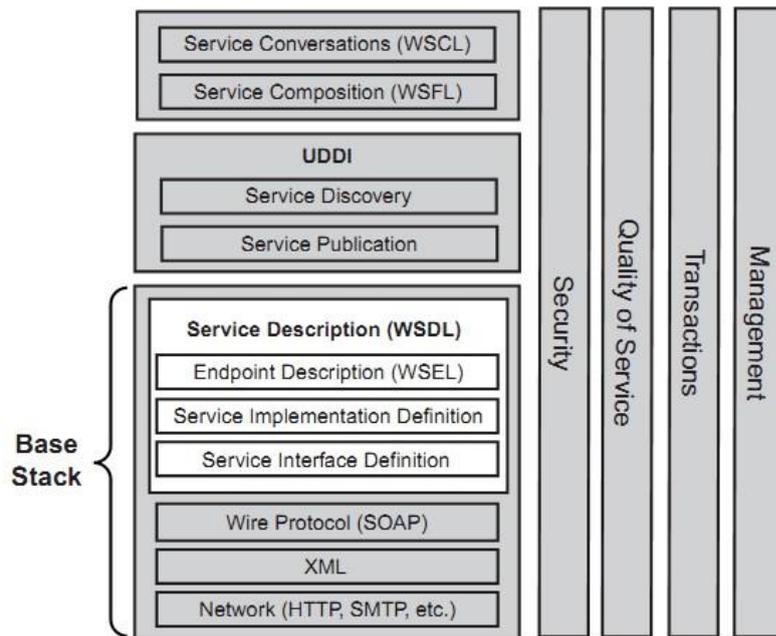 Service Conversations (WSCL)
Service Composition (WSFL)
UDDI
Service Discovery
Service Publication
Service Description (WSDL)
Endpoint Description (WSEL)
Service Implementation Definition
Service Interface Definition
Base
Stack
Wire Protocol (SOAP)
XML
Network (HTTP, SMTP, etc.)
Security
Quality of Service
Transactions
Management